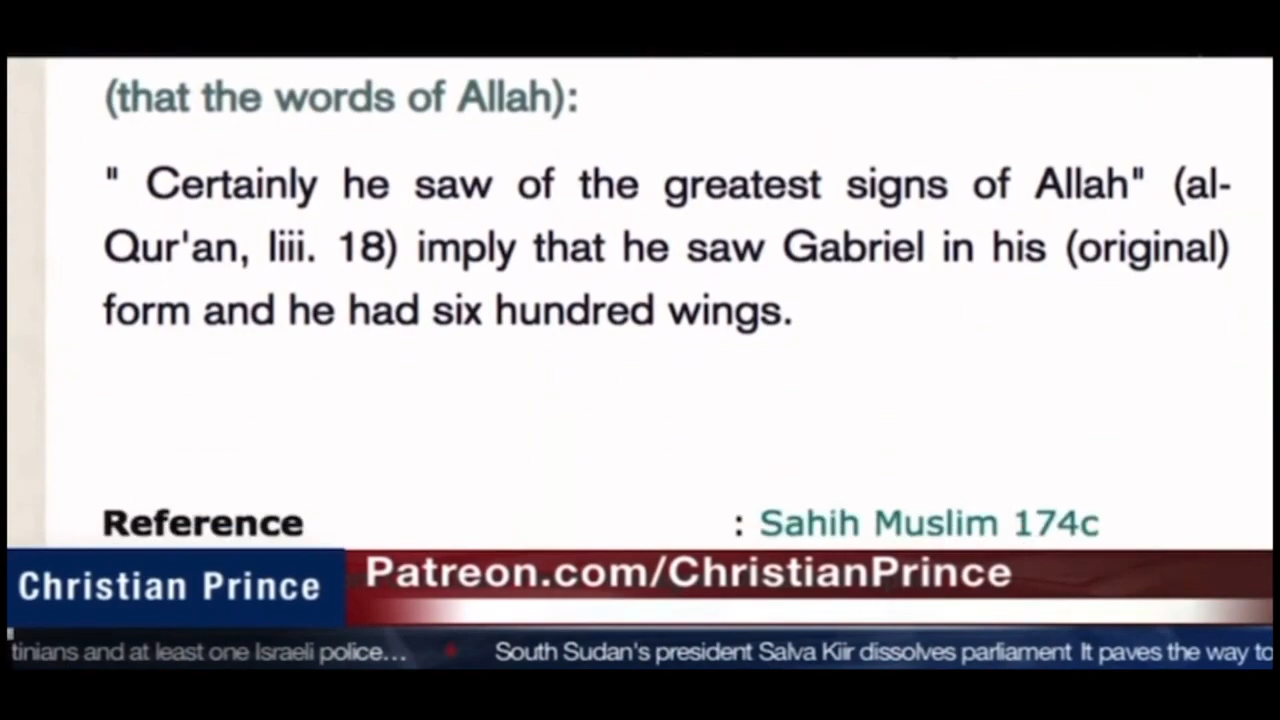 (that the words of Allah):
" Certainly he saw of the greatest signs of Allah" (al-
Qur'an, liii. 18) imply that he saw Gabriel in his (original)
form and he had six hundred wings.
Reference : Sahih Muslim 174c
Patreon.com/ChristianPrince
Christian Prince
tinians and at least one Israeli police... • South Sudan's president Salva Kiir dissolves parliament It paves the way to